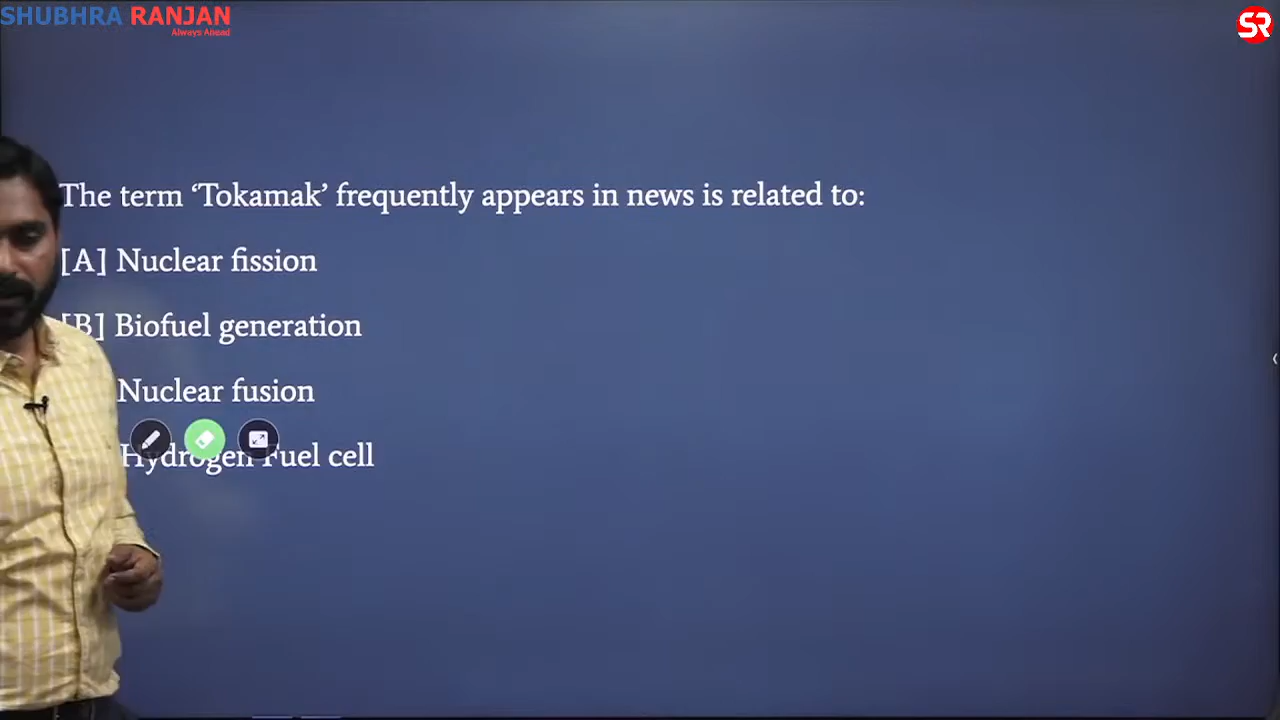 SHUBHRA RANJAN
Always Ahead
SR
The term ‘Tokamak’ frequently appears in news is related to:
[A] Nuclear fission
[B] Biofuel generation
Nuclear fusion
Hydrogen Fuel cell